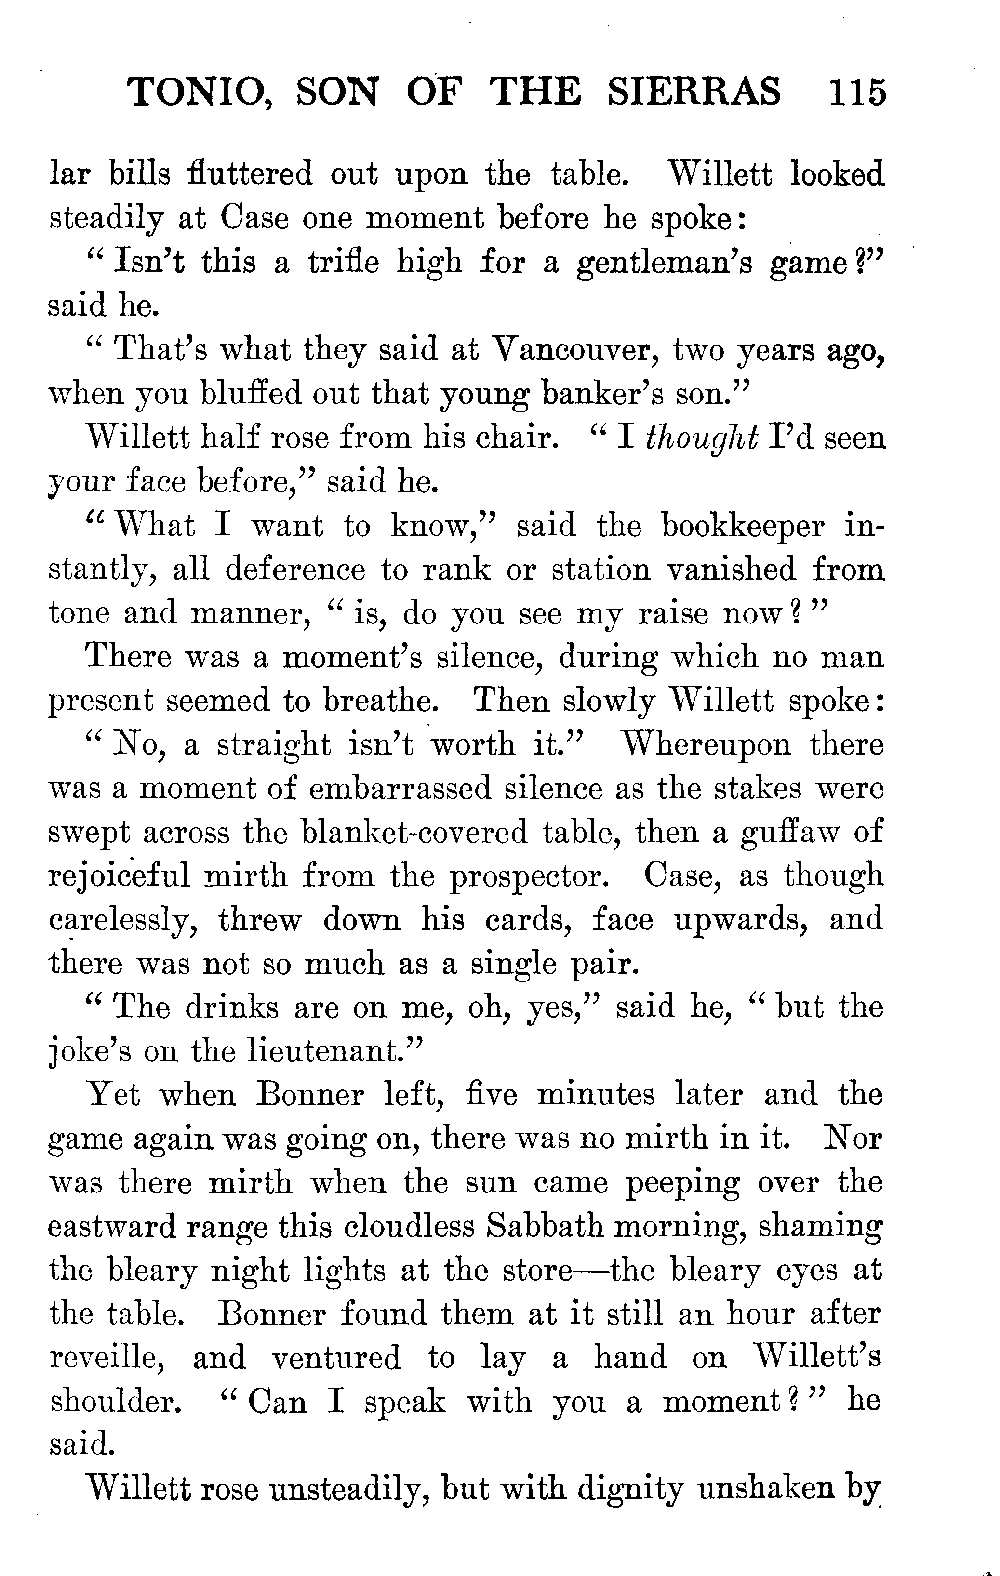 TONIO, SON OF THE SIERRAS 115
lar bills fluttered out upon the table. Willett looked
steadily at Case one moment before he spoke:
“ Isn’t this a trifle high for a gentleman’s game?”
said he.
“ That’s what they said at Vancouver, two years ago,
when you bluffed out that young banker’s son.”
Willett half rose from his chair. “ I thought I’d seen
your face before,” said he.
“ What I want to know,” said the bookkeeper in-
stantly, all deference to rank or station vanished from
tone and manner, “ is, do you see my raise now? ”
There was a moment’s silence, during which no man
present seemed to breathe. Then slowly Willett spoke:
“ No, a straight isn’t worth it.” Whereupon there
was a moment of embarrassed silence as the stakes were
swept across the blanket-covered table, then a guffaw of
rejoiceful mirth from the prospector. Case, as though
carelessly, threw down his cards, face upwards, and
there was not so much as a single pair.
“ The drinks are on me, oh, yes,” said he, “ but the
joke’s on the lieutenant.”
Yet when Bonner left, five minutes later and the
game again was going on, there was no mirth in it. Nor
was there mirth when the sun came peeping over the
eastward range this cloudless Sabbath morning, shaming
the bleary night lights at the store—the bleary eyes at
the table. Bonner found them at it still an hour after
reveille, and ventured to lay a hand on Willett’s
shoulder. “ Can I speak with you a moment? ” he
said.
Willett rose unsteadily, but with dignity unshaken by